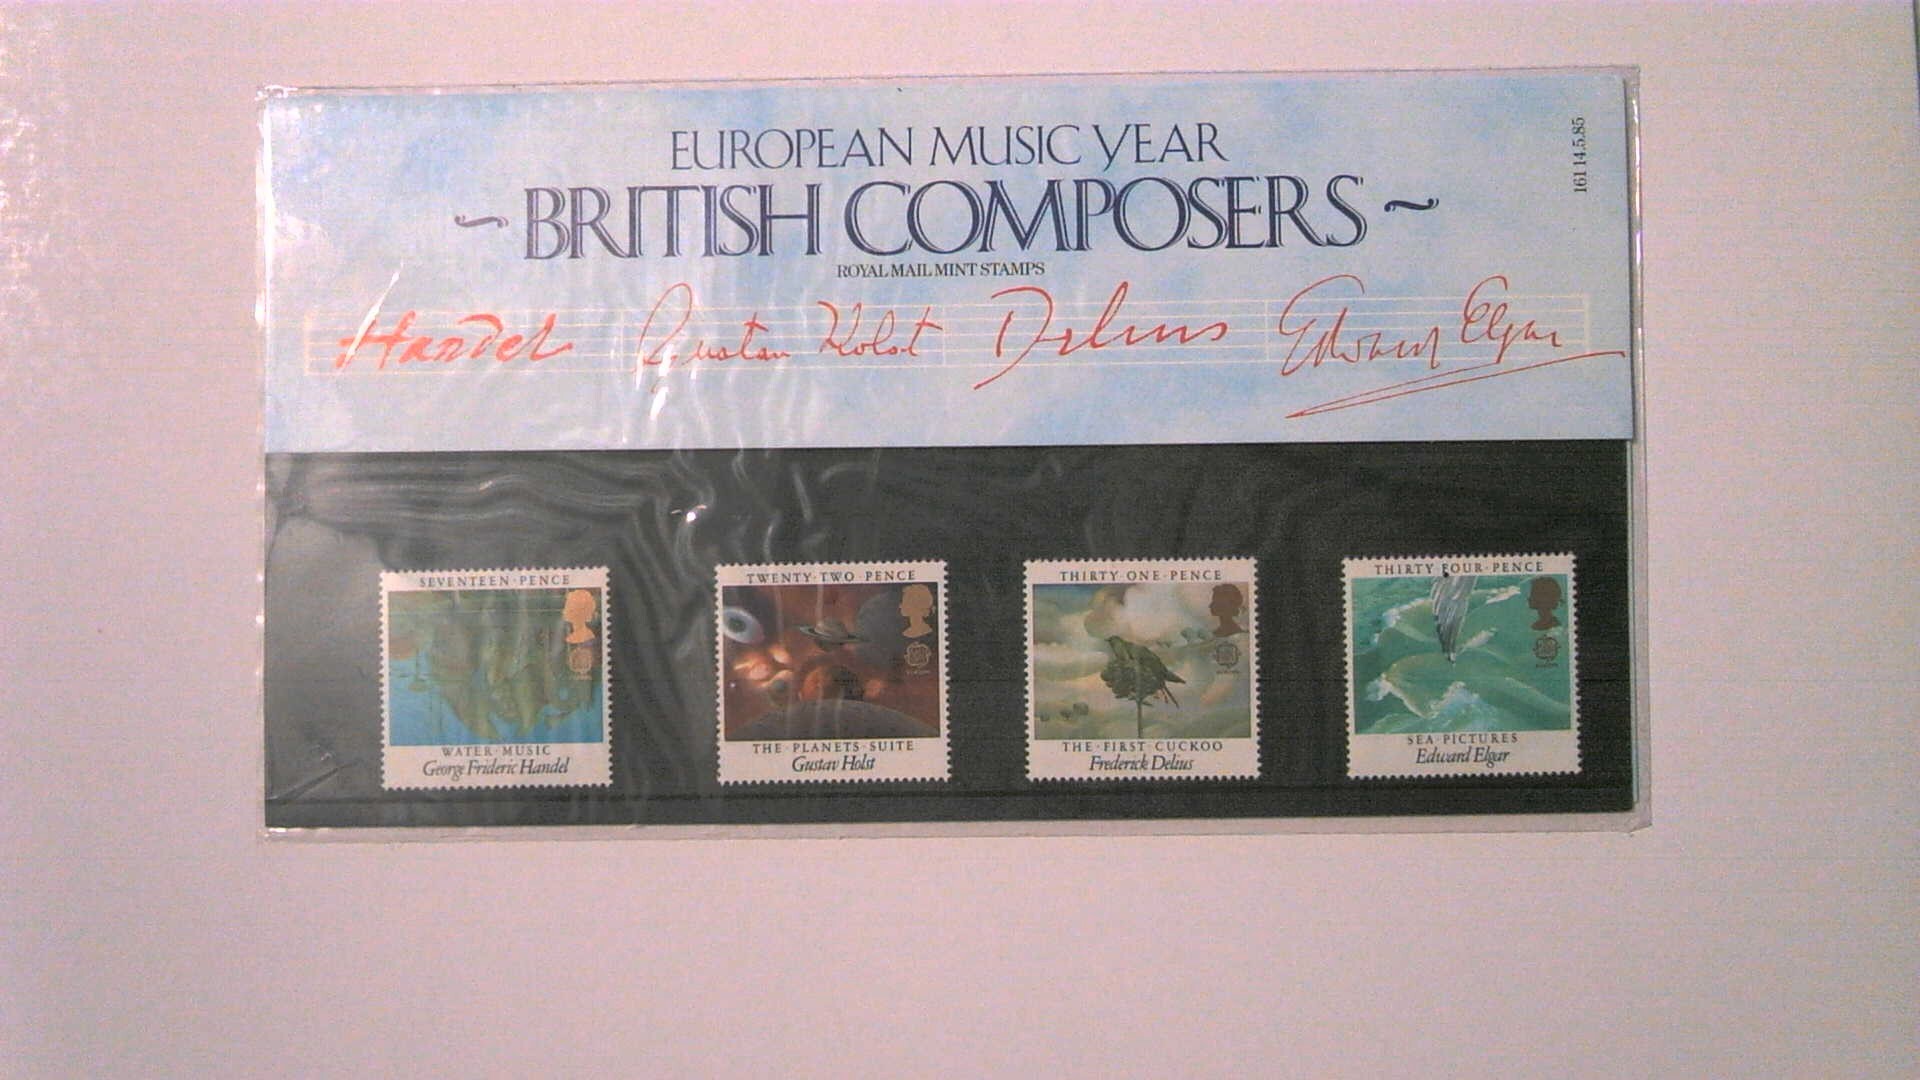 EUROPEAN MUSIC YEAR
~ BRITISH COMPOSERS ~
ROYAL MAIL MINT STAMPS
161 14.5.85
Handel Gustav Holst Delius Edward Elgar
SEVENTEEN·PENCE
WATER·MUSIC
George Frideric Handel
TWENTY·TWO·PENCE
THE·PLANETS·SUITE
Gustav Holst
THIRTY·ONE·PENCE
THE·FIRST·CUCKOO
Frederick Delius
THIRTY·FOUR·PENCE
SEA·PICTURES
Edward Elgar